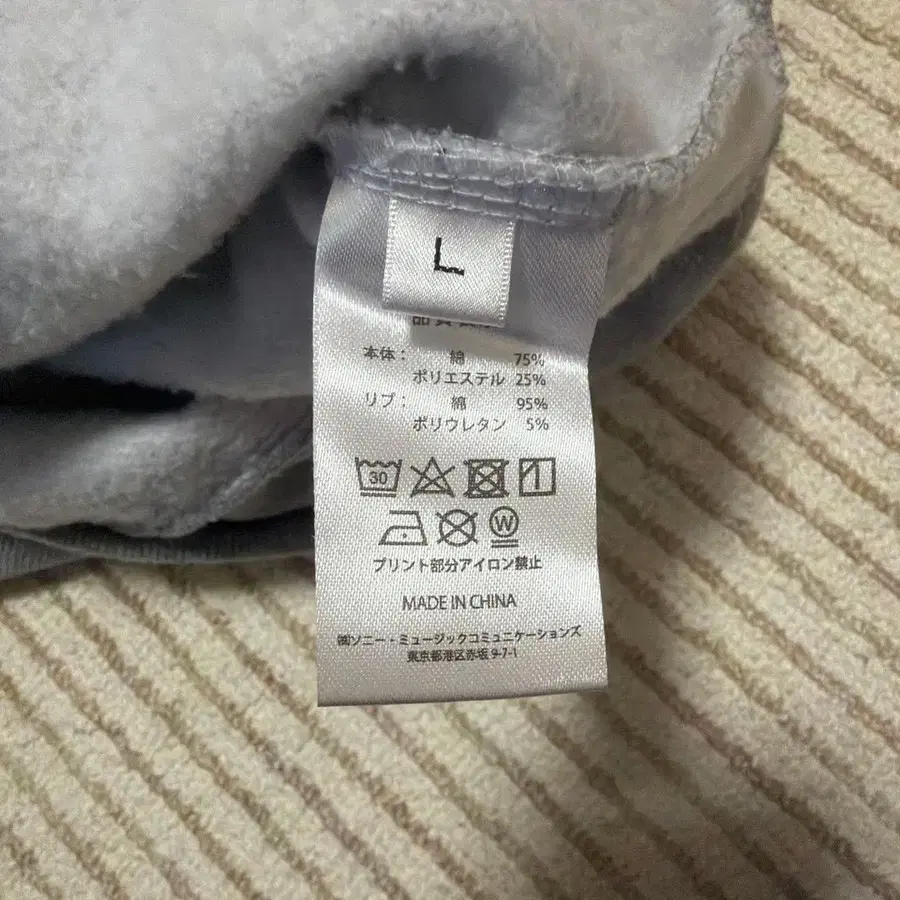 L
本体： 綿 75%
ポリエステル 25%
リブ： 綿 95%
ポリウレタン 5%
30
W
プリント部分アイロン禁止
MADE IN CHINA
㈱ソニー・ミュージックコミュニケーションズ
東京都港区赤坂 9-7-1